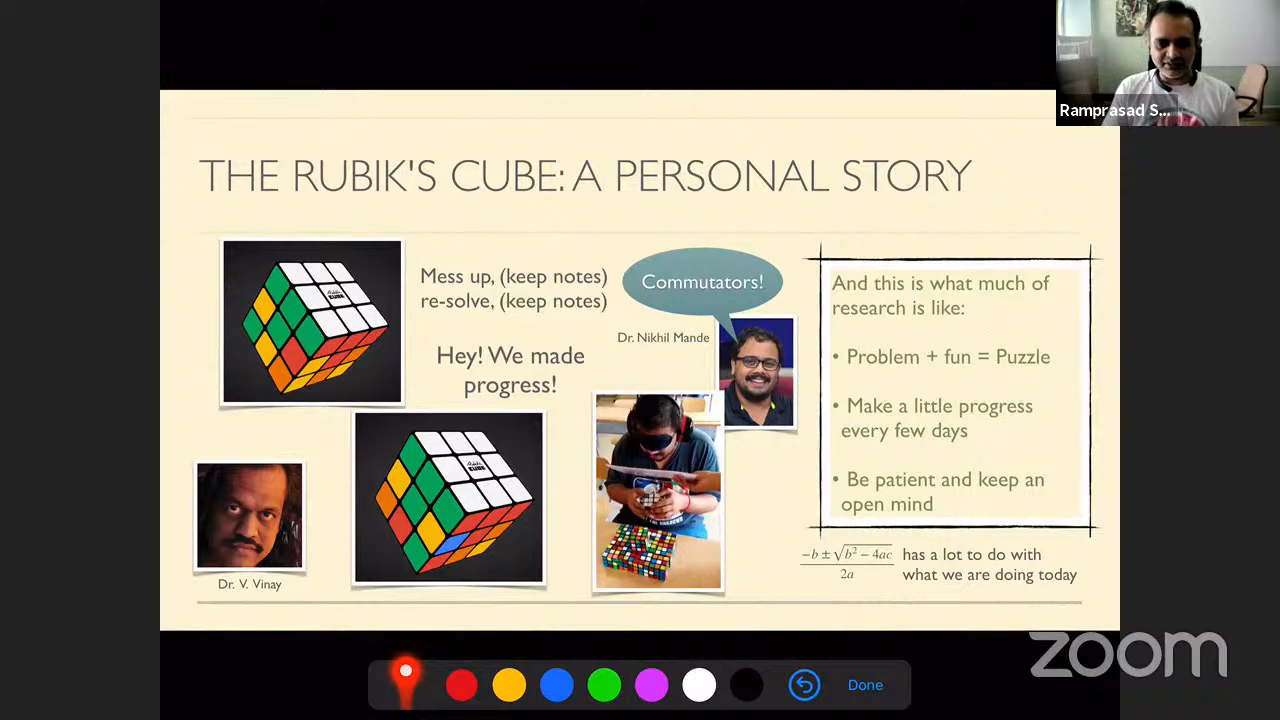 Ramprasad S...
THE RUBIK'S CUBE: A PERSONAL STORY
Mess up, (keep notes)
re-solve, (keep notes)
Hey! We made
progress!
Commutators!
Dr. Nikhil Mande
Dr. V. Vinay
And this is what much of
research is like:
• Problem + fun = Puzzle
• Make a little progress
every few days
• Be patient and keep an
open mind
−b ± √b² − 4ac
2a
has a lot to do with
what we are doing today
zoom
Done